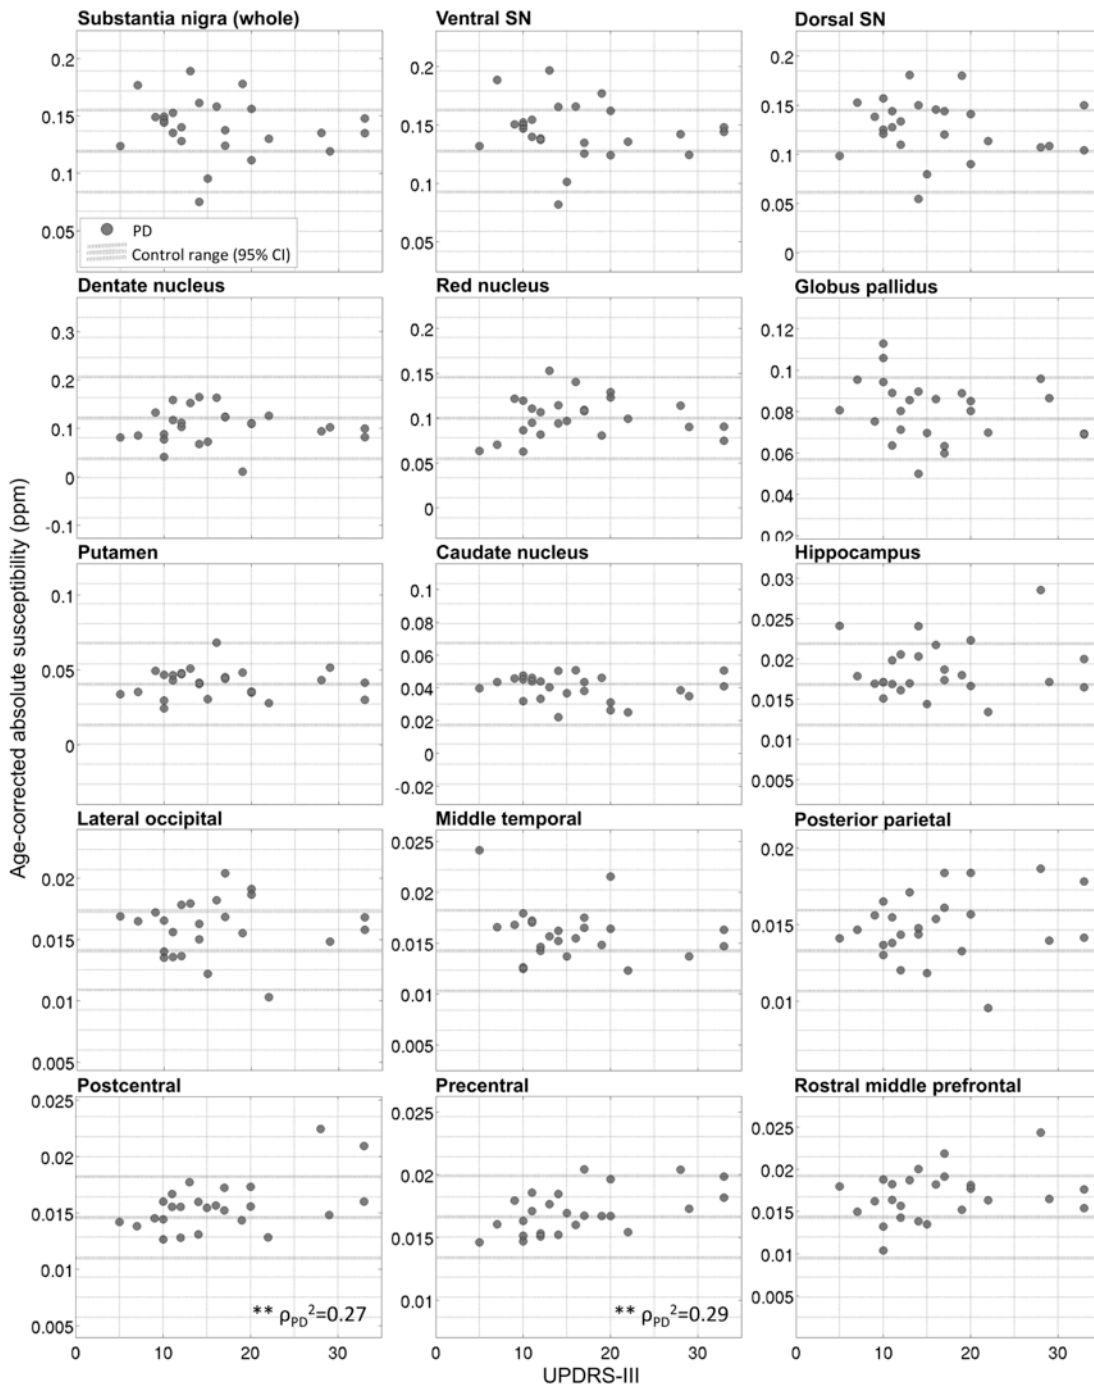 Substantia nigra (whole) Ventral SN Dorsal SN
0.2 0.2 0.2
0.15 0.15 0.15
0.1 0.1 0.1
0.05 0.05 0.05
0
PD
Control range (95% CI)
Dentate nucleus Red nucleus Globus pallidus
0.3 0.2 0.12
0.2 0.15 0.1
0.1 0.1 0.08
0 0.05 0.06
-0.1 0 0.04
0.02
Age-corrected absolute susceptibility (ppm)
Putamen Caudate nucleus Hippocampus
0.1 0.1 0.03
0.05 0.08 0.025
0 0.06 0.02
0.04 0.015
0.02 0.01
0 0.005
-0.02
Lateral occipital Middle temporal Posterior parietal
0.02 0.025 0.02
0.015 0.02 0.015
0.01 0.015 0.01
0.005 0.01
0.005
Postcentral Precentral Rostral middle prefrontal
0.025 0.025 0.025
0.02 0.02 0.02
0.015 0.015 0.015
0.01 0.01 0.01
0.005 0.005
** ρPD²=0.27 ** ρPD²=0.29
0 10 20 30 0 10 20 30 0 10 20 30
UPDRS-III